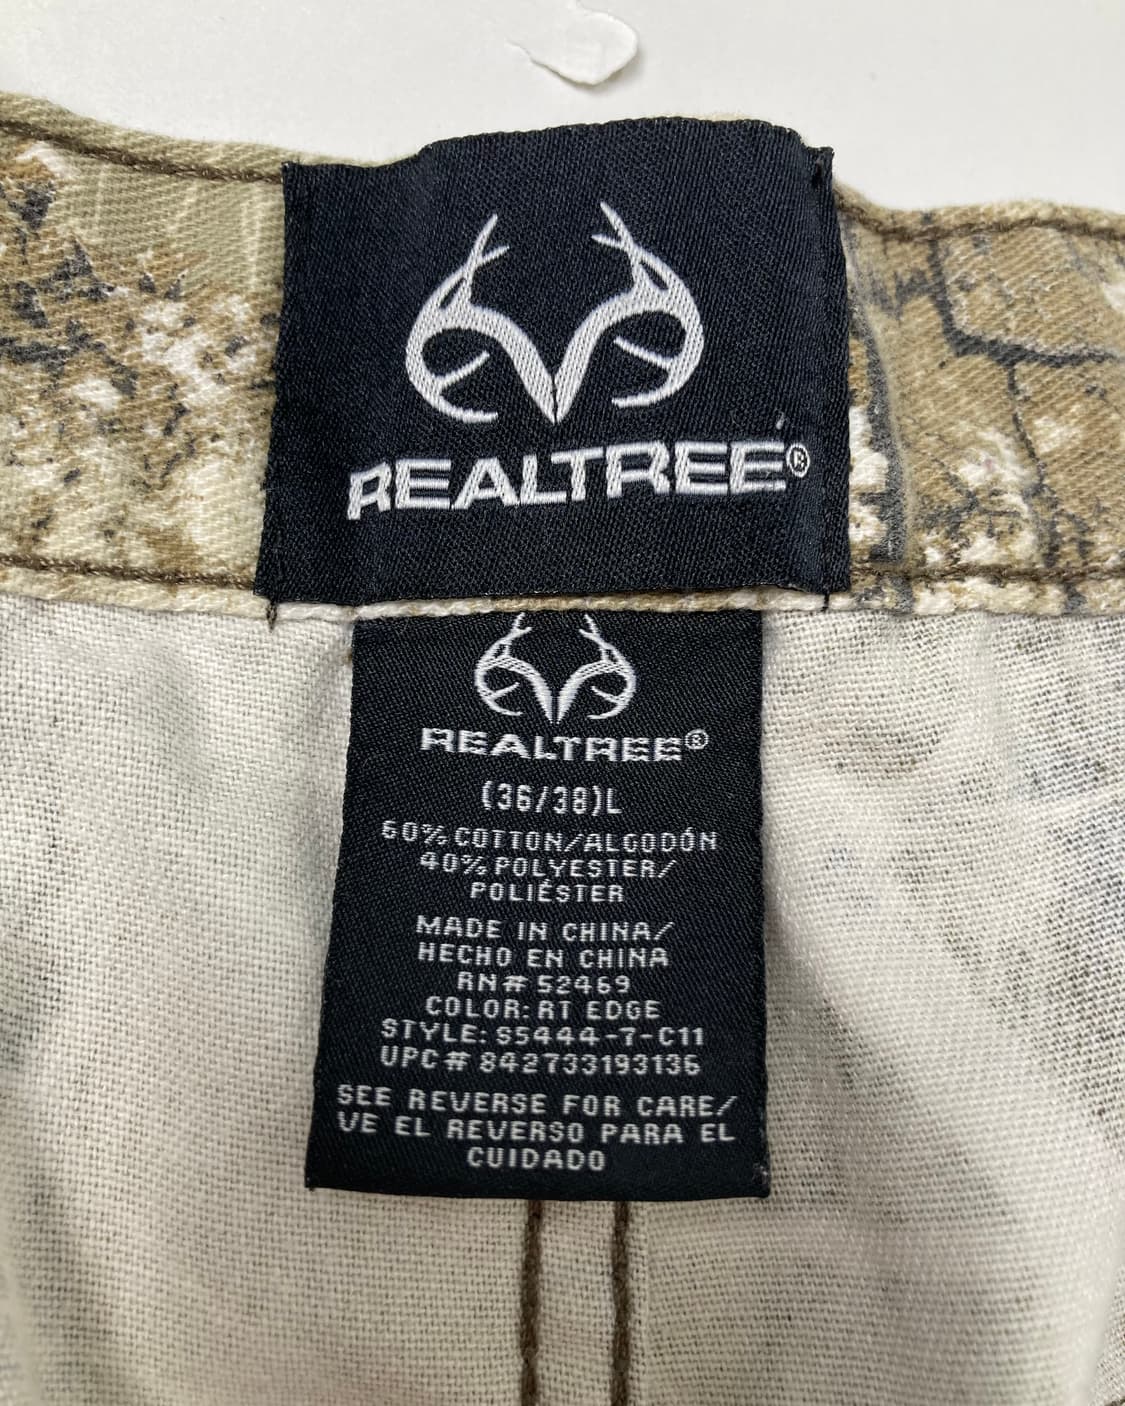 REALTREE®
REALTREE®
(36/38)L
60% COTTON/ALGODÓN
40% POLYESTER/
POLIÉSTER
MADE IN CHINA/
HECHO EN CHINA
RN# 52469
COLOR: RT EDGE
STYLE: S5444-7-C11
UPC# 842733193136
SEE REVERSE FOR CARE/
VE EL REVERSO PARA EL
CUIDADO